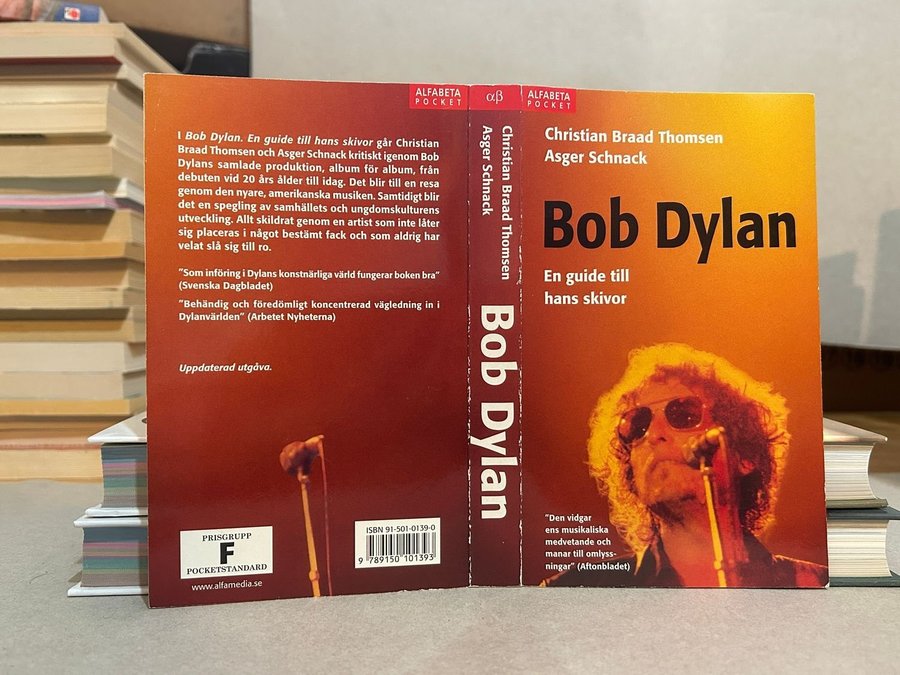 ALFABETA
POCKET
I Bob Dylan. En guide till hans skivor går Christian
Braad Thomsen och Asger Schnack kritiskt igenom Bob
Dylans samlade produktion, album för album, från
debuten vid 20 års ålder till idag. Det blir till en resa
genom den nyare, amerikanska musiken. Samtidigt blir
det en spegling av samhällets och ungdomskulturens
utveckling. Allt skildrat genom en artist som inte låter
sig placeras i något bestämt fack och som aldrig har
velat slå sig till ro.
"Som införing i Dylans konstnärliga värld fungerar boken bra"
(Svenska Dagbladet)
"Behändig och föredömligt koncentrerad vägledning in i
Dylanvärlden" (Arbetet Nyheterna)
Uppdaterad utgåva.
PRISGRUPP
F
POCKETSTANDARD
www.alfamedia.se
ISBN 91-501-0139-0
9 789150 101393
αβ
Christian Braad Thomsen
Asger Schnack
Bob Dylan
ALFABETA
POCKET
Christian Braad Thomsen
Asger Schnack
Bob Dylan
En guide till
hans skivor
"Den vidgar
ens musikaliska
medvetande och
manar till omlyss-
ningar" (Aftonbladet)